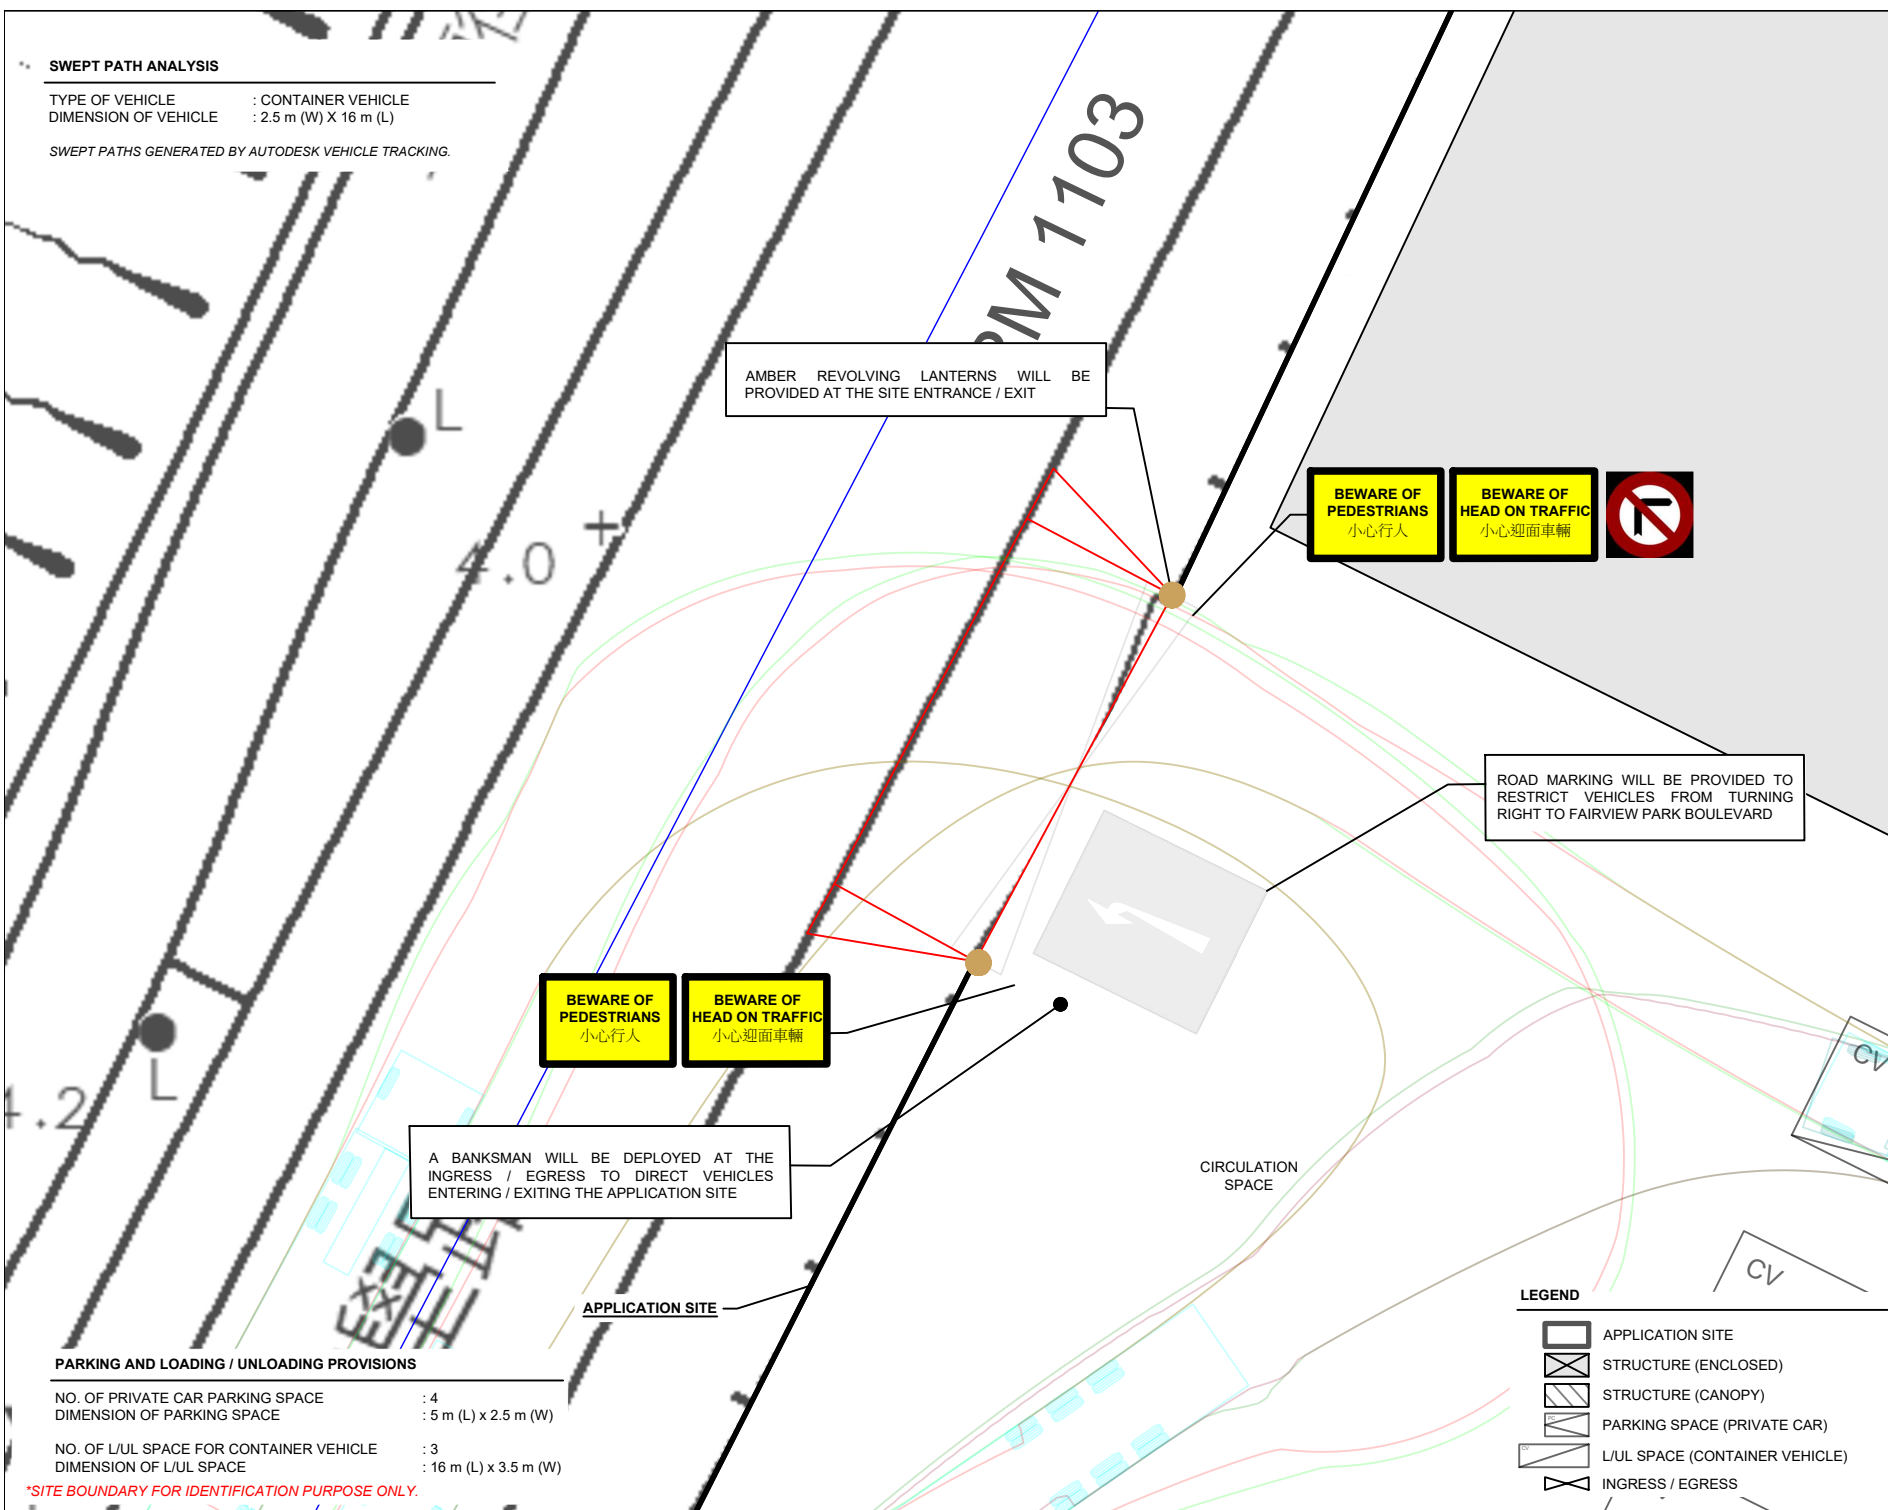 SWEPT PATH ANALYSIS
TYPE OF VEHICLE : CONTAINER VEHICLE
DIMENSION OF VEHICLE : 2.5 m (W) X 16 m (L)
SWEPT PATHS GENERATED BY AUTODESK VEHICLE TRACKING.
1103
AMBER REVOLVING LANTERNS WILL BE
PROVIDED AT THE SITE ENTRANCE / EXIT
L
4.0
BEWARE OF
PEDESTRIANS
小心行人
BEWARE OF
HEAD ON TRAFFIC
小心迎面車輛
ROAD MARKING WILL BE PROVIDED TO
RESTRICT VEHICLES FROM TURNING
RIGHT TO FAIRVIEW PARK BOULEVARD
BEWARE OF
PEDESTRIANS
小心行人
BEWARE OF
HEAD ON TRAFFIC
小心迎面車輛
L
4.2
CV
A BANKSMAN WILL BE DEPLOYED AT THE
INGRESS / EGRESS TO DIRECT VEHICLES
ENTERING / EXITING THE APPLICATION SITE
CIRCULATION
SPACE
CV
APPLICATION SITE
PARKING AND LOADING / UNLOADING PROVISIONS
NO. OF PRIVATE CAR PARKING SPACE : 4
DIMENSION OF PARKING SPACE : 5 m (L) x 2.5 m (W)
NO. OF L/UL SPACE FOR CONTAINER VEHICLE : 3
DIMENSION OF L/UL SPACE : 16 m (L) x 3.5 m (W)
*SITE BOUNDARY FOR IDENTIFICATION PURPOSE ONLY.
LEGEND
APPLICATION SITE
STRUCTURE (ENCLOSED)
STRUCTURE (CANOPY)
PC PARKING SPACE (PRIVATE CAR)
CV L/UL SPACE (CONTAINER VEHICLE)
INGRESS / EGRESS